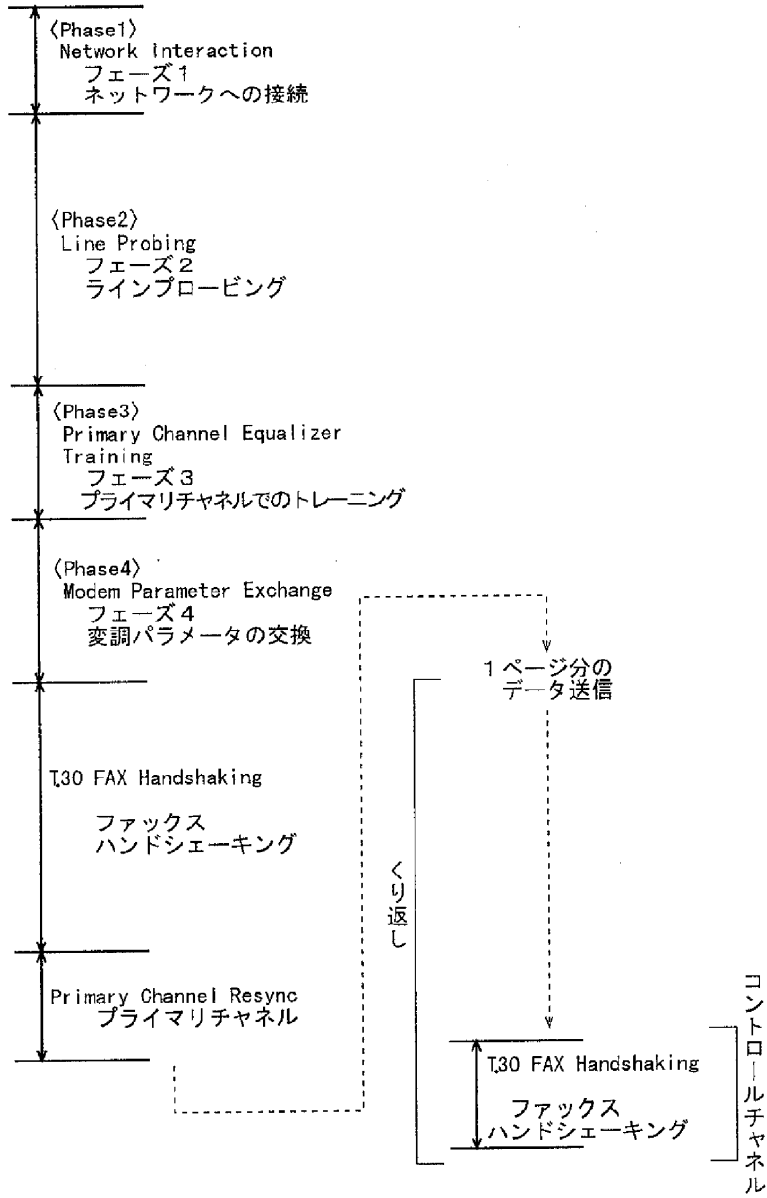 〈Phase1〉
Network Interaction
フェーズ1
ネットワークへの接続
〈Phase2〉
Line Probing
フェーズ2
ラインプロービング
〈Phase3〉
Primary Channel Equalizer
Training
フェーズ3
プライマリチャネルでのトレーニング
〈Phase4〉
Modem Parameter Exchange
フェーズ4
変調パラメータの交換
T.30 FAX Handshaking
ファックス
ハンドシェーキング
Primary Channel Resync
プライマリチャネル
1ページ分の
データ送信
くり返し
T.30 FAX Handshaking
ファックス
ハンドシェーキング
コントロールチャネル